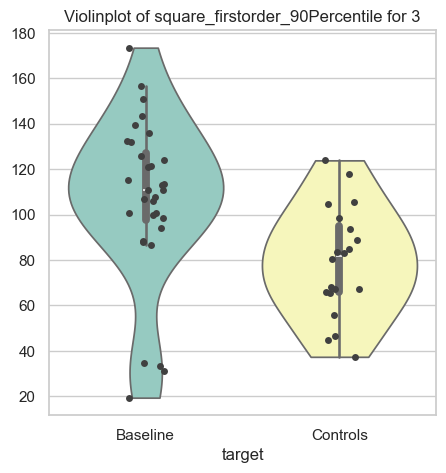 Violinplot of square_firstorder_90Percentile for 3
180
160
140
120
100
80
60
40
20
Baseline
Controls
target